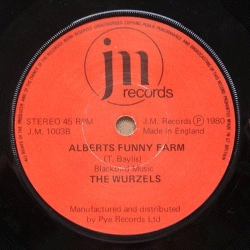 jm
records
STEREO 45 RPM
J.M. 1003B
J.M. Records Ⓟ 1980
Made in England
ALBERTS FUNNY FARM
(T. Baylis)
Music
THE WURZELS
Manufactured and distributed
by Pye Records Ltd